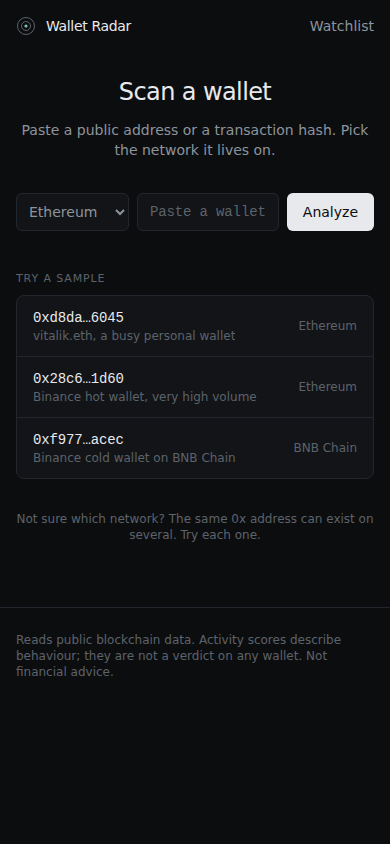 Wallet Radar
Watchlist
Scan a wallet
Paste a public address or a transaction hash. Pick
the network it lives on.
Ethereum
Paste a wallet
Analyze
TRY A SAMPLE
0xd8da…6045
vitalik.eth, a busy personal wallet
Ethereum
0x28c6…1d60
Binance hot wallet, very high volume
Ethereum
0xf977…acec
Binance cold wallet on BNB Chain
BNB Chain
Not sure which network? The same 0x address can exist on
several. Try each one.
Reads public blockchain data. Activity scores describe
behaviour; they are not a verdict on any wallet. Not
financial advice.